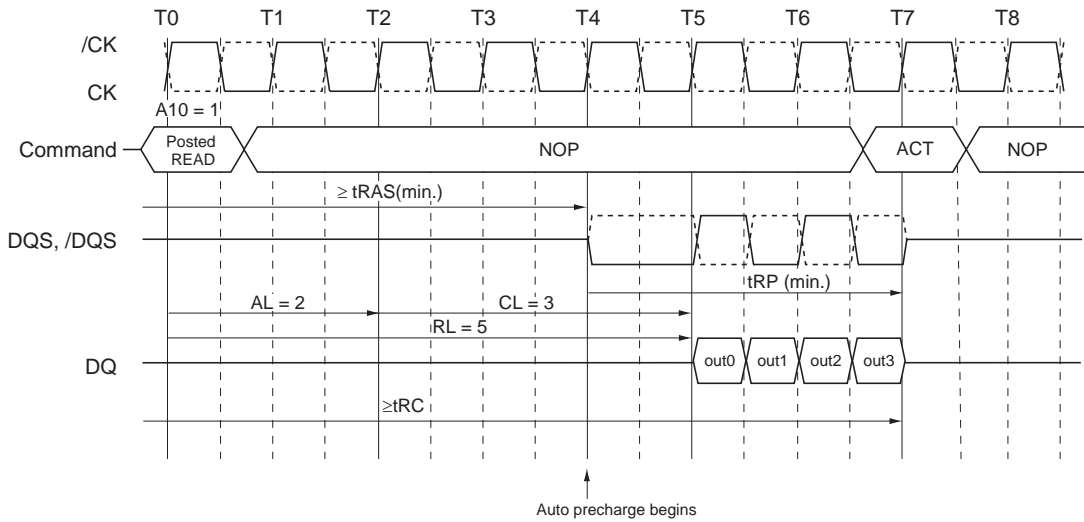 T0 T1 T2 T3 T4 T5 T6 T7 T8
/CK
CK
A10 = 1
Command
Posted
READ
NOP
ACT
NOP
≥ tRAS(min.)
DQS, /DQS
tRP (min.)
AL = 2
CL = 3
RL = 5
DQ
out0 out1 out2 out3
≥tRC
Auto precharge begins